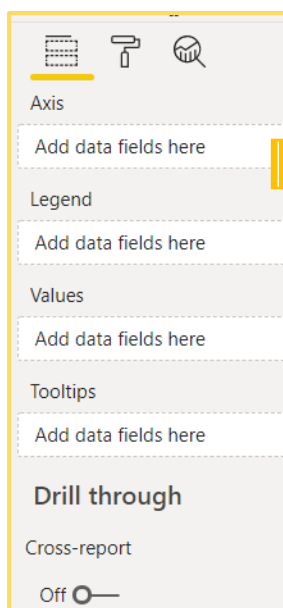 Axis
Add data fields here
Legend
Add data fields here
Values
Add data fields here
Tooltips
Add data fields here
Drill through
Cross-report
Off